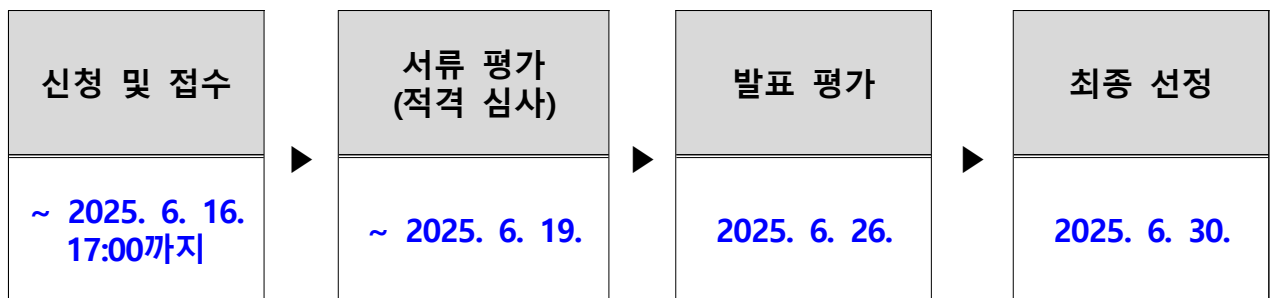 신청 및 접수
서류 평가
(적격 심사)
발표 평가
최종 선정
▶
▶
▶
~ 2025. 6. 16.
17:00까지
~ 2025. 6. 19.
2025. 6. 26.
2025. 6. 30.